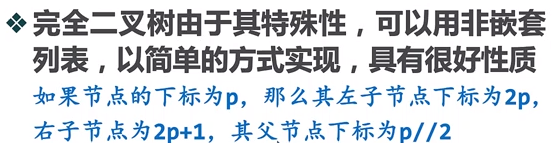 ❖完全二叉树由于其特殊性，可以用非嵌套
列表，以简单的方式实现，具有很好性质
如果节点的下标为p，那么其左子节点下标为2p，
右子节点为2p+1，其父节点下标为p//2